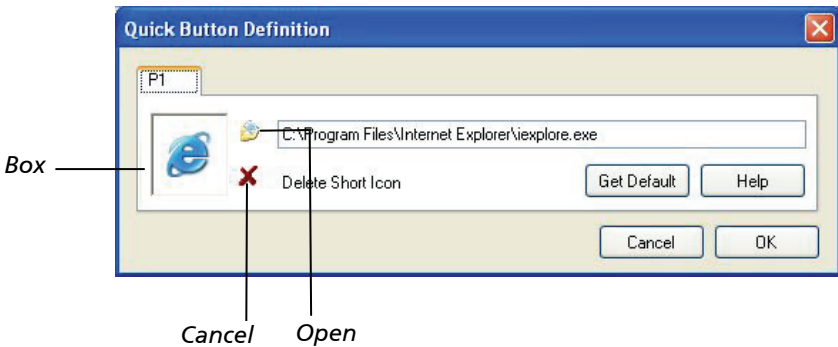 Quick Button Definition
P1
C:\Program Files\Internet Explorer\iexplore.exe
Box
Delete Short Icon
Get Default
Help
Cancel
OK
Cancel
Open